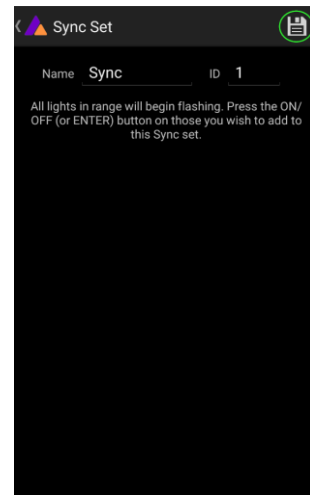 Sync Set
Name Sync ID 1
All lights in range will begin flashing. Press the ON/
OFF (or ENTER) button on those you wish to add to
this Sync set.